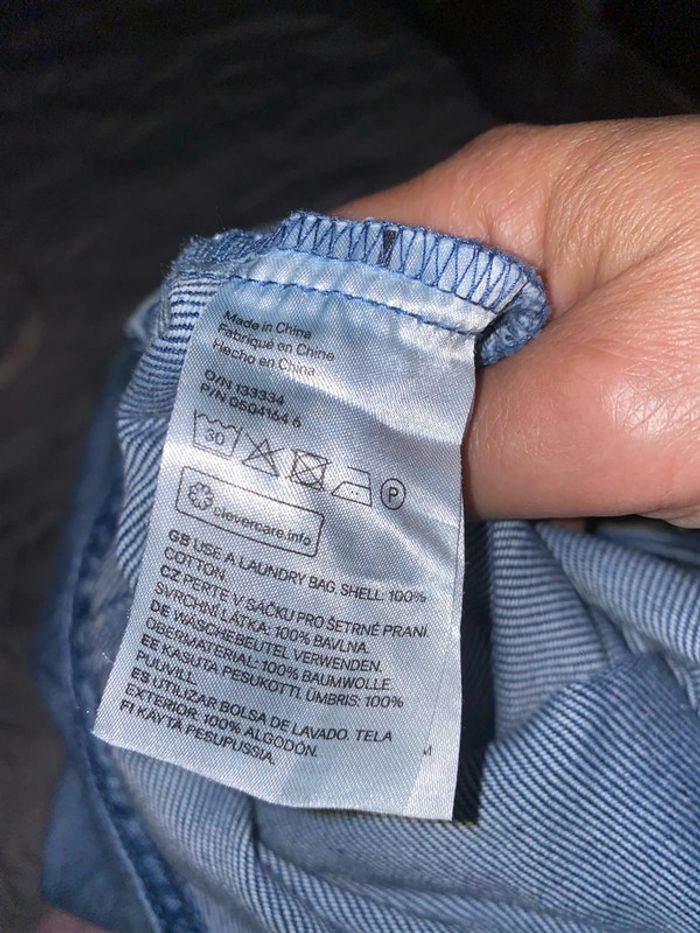 Made in China
Fabriqué en Chine
Hecho en China
O/N 133334
P/N 0504164 6
30
P
clevercare.info
GB USE A LAUNDRY BAG. SHELL: 100%
COTTON.
CZ PERTE V SÁČKU PRO ŠETRNÉ PRANÍ.
SVRCHNÍ LÁTKA: 100% BAVLNA.
DE WÄSCHEBEUTEL VERWENDEN.
OBERMATERIAL: 100% BAUMWOLLE.
EE KASUTA PESUKOTTI. ÜMBRIS: 100%
PUUVILL.
ES UTILIZAR BOLSA DE LAVADO. TELA
EXTERIOR: 100% ALGODÓN.
FI KÄYTÄ PESUPUSSIA.
M